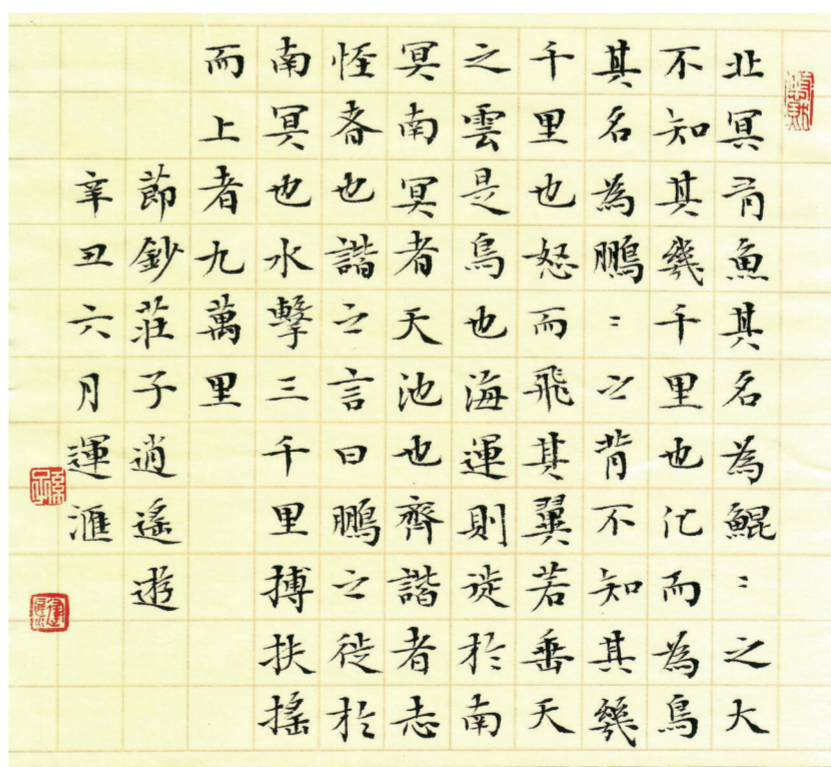 北冥有魚其名為鯤〻之大
不知其幾千里也化而為鳥
其名為鵬〻之背不知其幾
千里也怒而飛其翼若垂天
之雲是鳥也海運則徙於南
冥南冥者天池也齊諧者志
怪者也諧之言曰鵬之徙於
南冥也水擊三千里摶扶搖
而上者九萬里
節鈔莊子逍遙遊
辛丑六月運滙